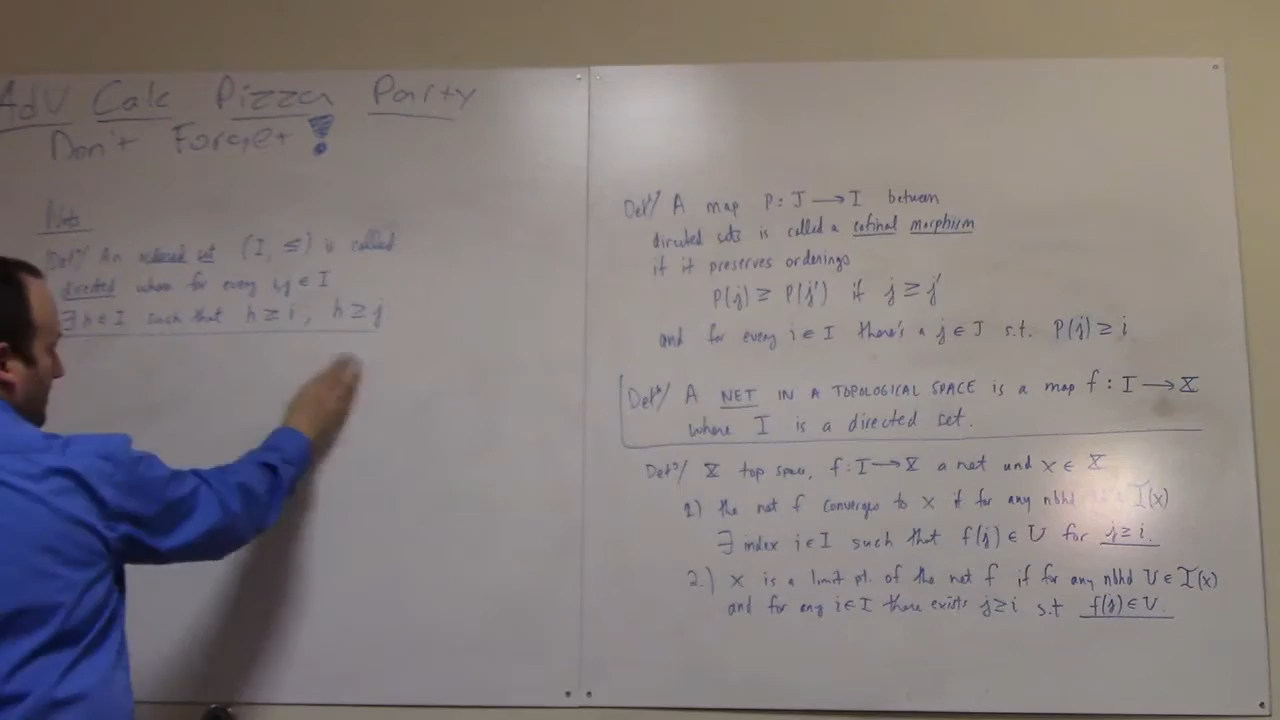 Adv Calc Pizza Party
Don't Forget !
Nets
Def'/ An ordered set (I, ≤) is called
directed when for every i,j ∈ I
∃ h ∈ I such that h ≥ i, h ≥ j
Def'/ A map P : J → I between
directed sets is called a cofinal morphism
if it preserves orderings
P(j) ≥ P(j') if j ≥ j'
and for every i ∈ I there's a j ∈ J s.t. P(j) ≥ i
Def'/ A NET IN A TOPOLOGICAL SPACE is a map f : I → X
where I is a directed set.
Def'/ X top space, f : I → X a net and x ∈ X
1) the net f converges to x if for any nbhd I(x)
∃ index i ∈ I such that f(j) ∈ U for j ≥ i.
2.) x is a limit pt. of the net f if for any nbhd U ∈ I(x)
and for any i ∈ I there exists j ≥ i s.t f(j) ∈ U.